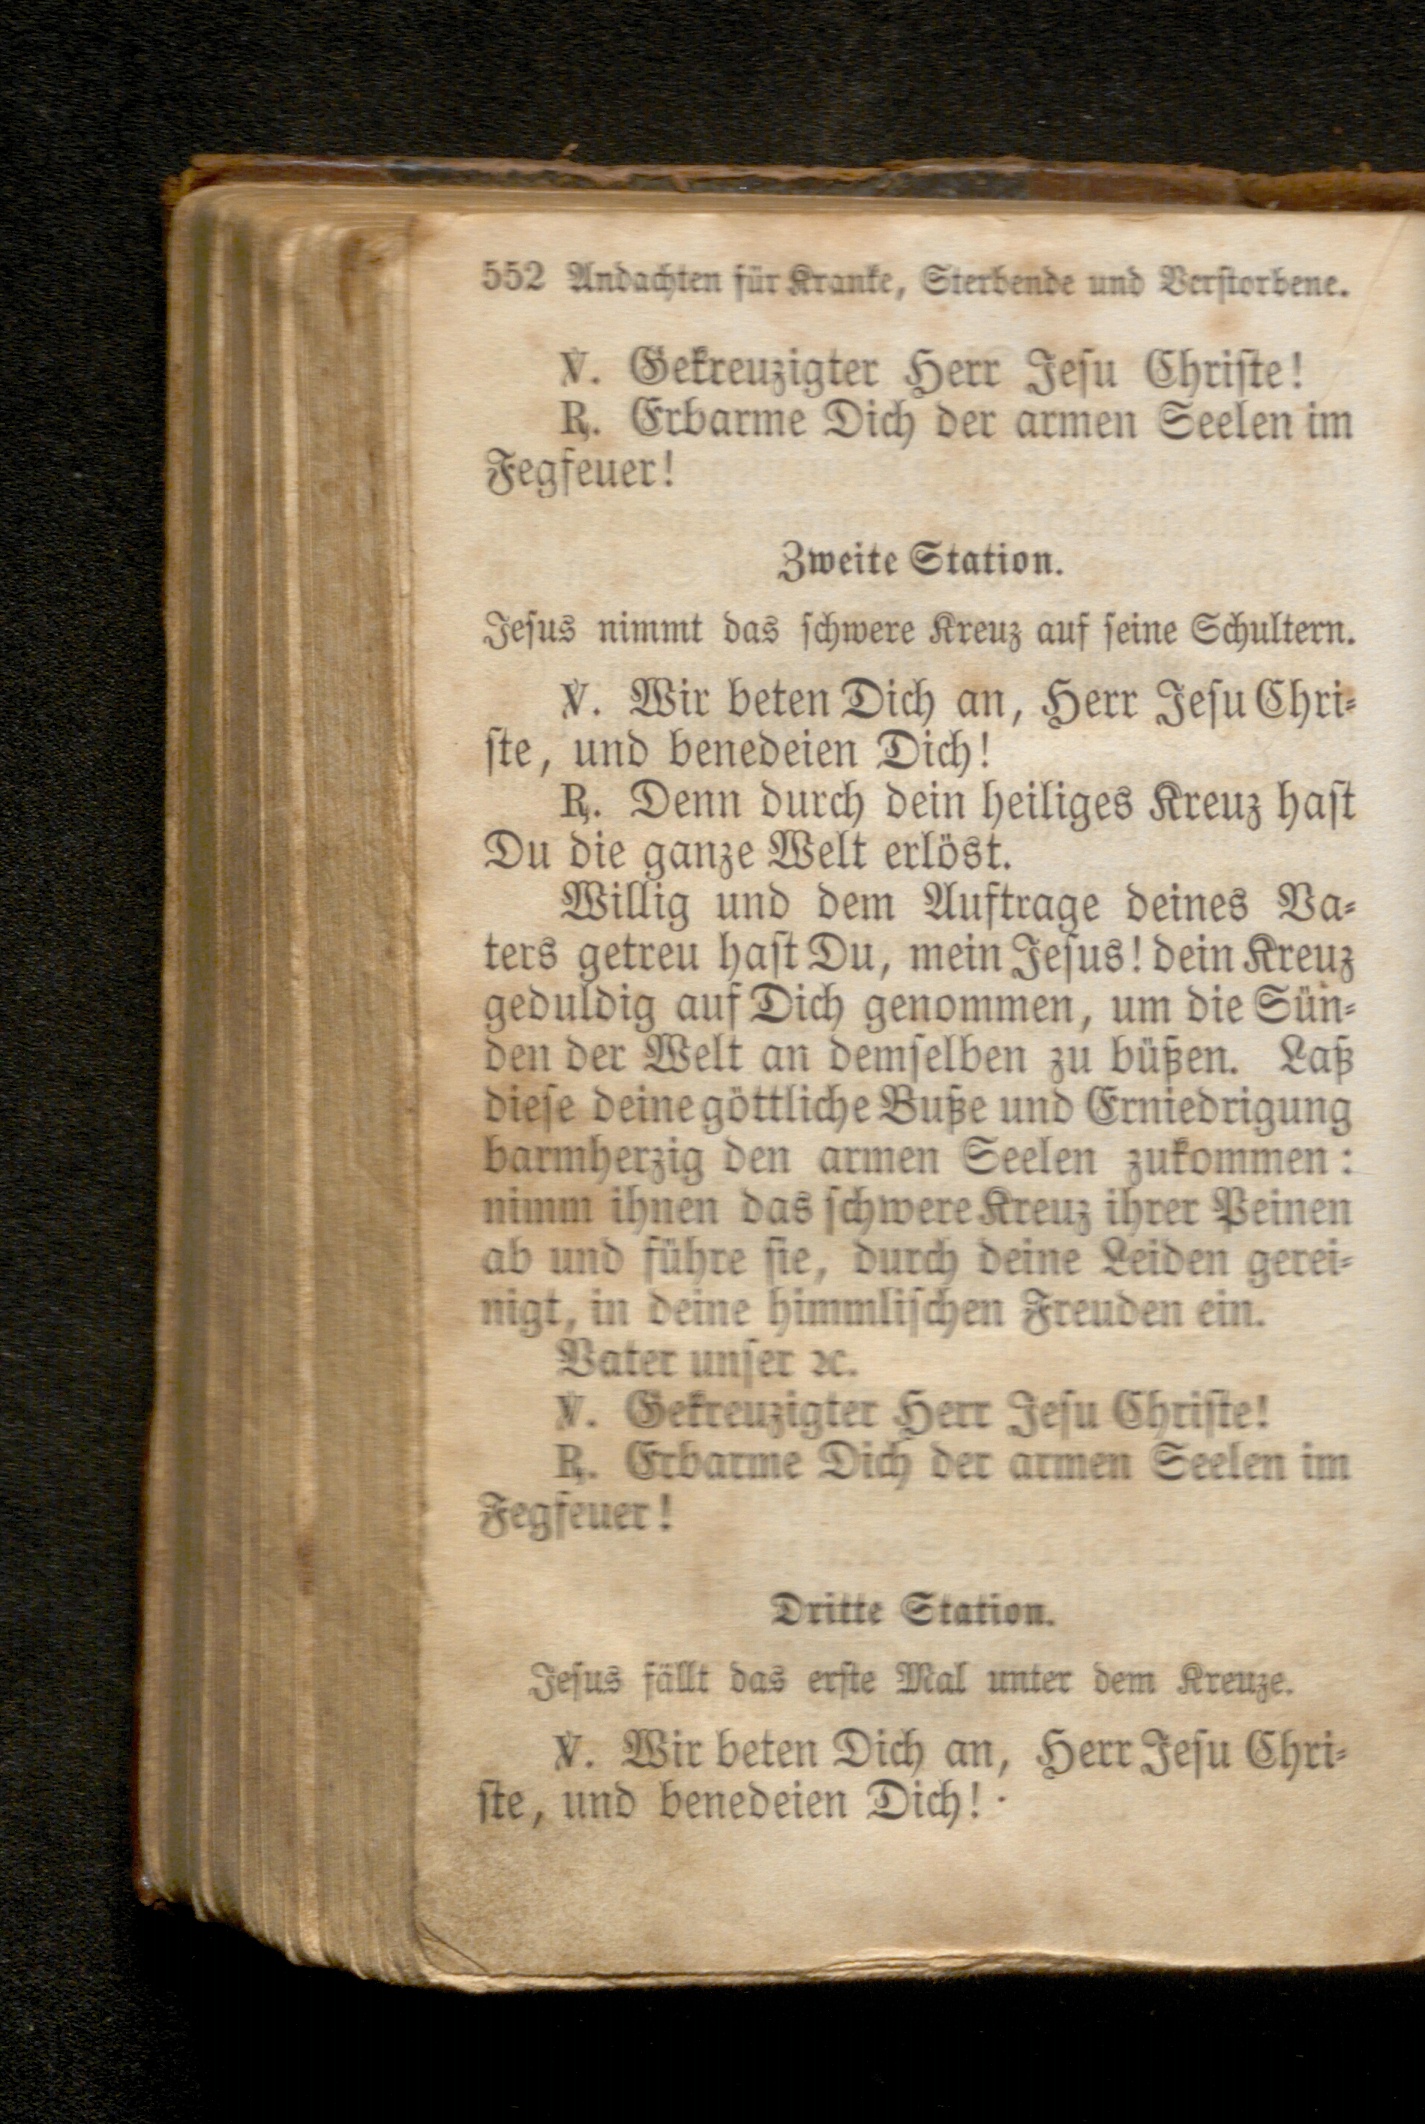 552 Andachten für Kranke, Sterbende und Verstorbene.
℣. Gekreuzigter Herr Jesu Christe!
℟. Erbarme Dich der armen Seelen im
Fegfeuer!
Zweite Station.
Jesus nimmt das schwere Kreuz auf seine Schultern.
℣. Wir beten Dich an, Herr Jesu Chri-
ste, und benedeien Dich!
℟. Denn durch dein heiliges Kreuz hast
Du die ganze Welt erlöst.
Willig und dem Auftrage deines Va-
ters getreu hast Du, mein Jesus! dein Kreuz
geduldig auf Dich genommen, um die Sün-
den der Welt an demselben zu büßen. Laß
diese deine göttliche Buße und Erniedrigung
barmherzig den armen Seelen zukommen:
nimm ihnen das schwere Kreuz ihrer Peinen
ab und führe sie, durch deine Leiden gerei-
nigt, in deine himmlischen Freuden ein.
Vater unser ꝛc.
℣. Gekreuzigter Herr Jesu Christe!
℟. Erbarme Dich der armen Seelen im
Fegfeuer!
Dritte Station.
Jesus fällt das erste Mal unter dem Kreuze.
℣. Wir beten Dich an, Herr Jesu Chri-
ste, und benedeien Dich!